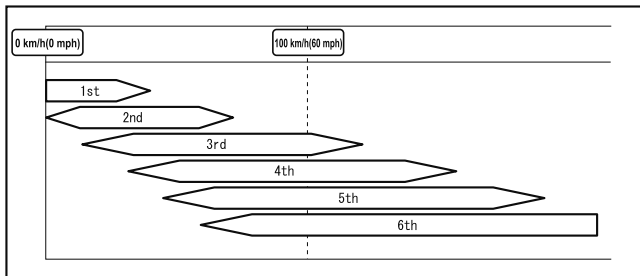 0 km/h(0 mph) 100 km/h(60 mph)
1st
2nd
3rd
4th
5th
6th